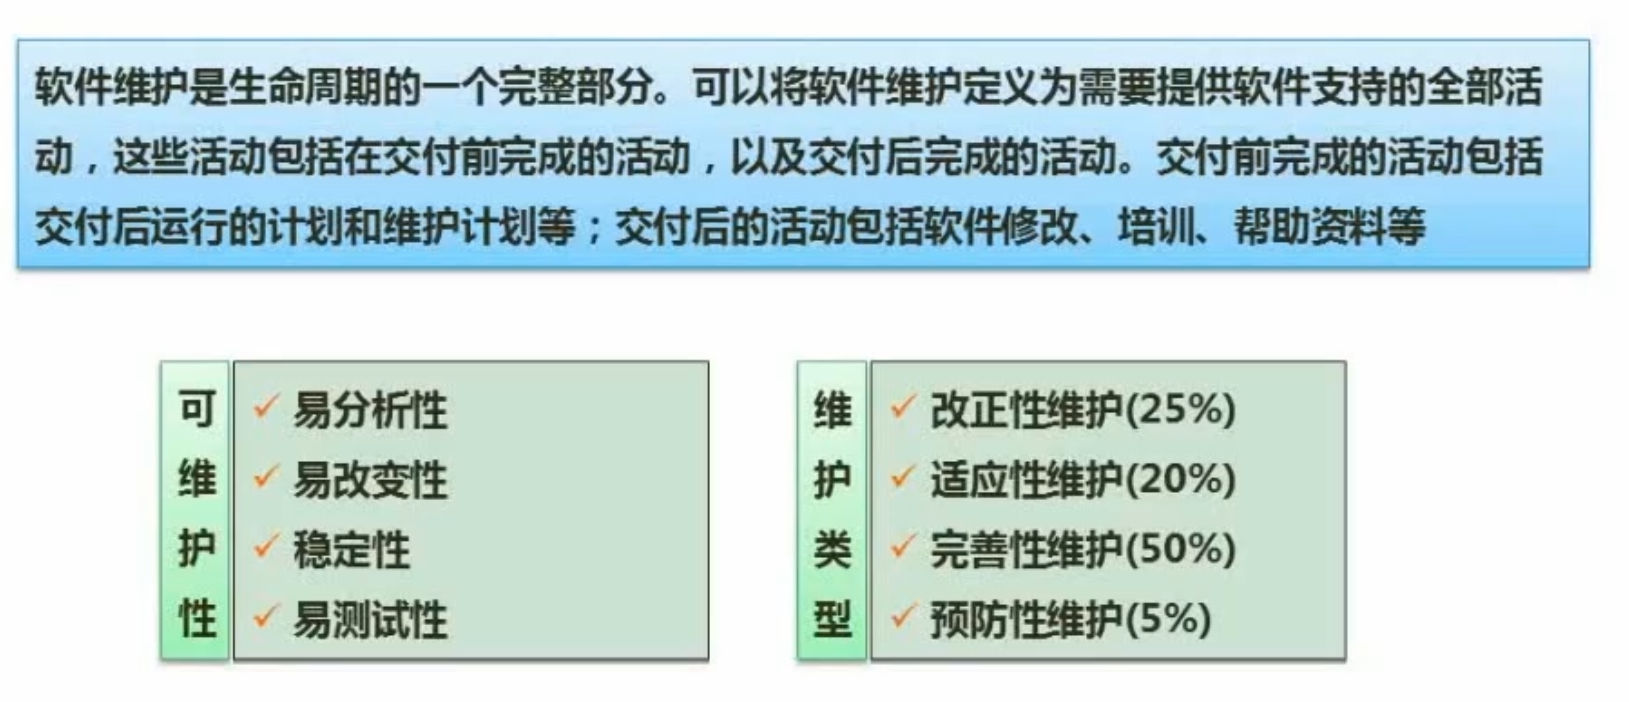 软件维护是生命周期的一个完整部分。可以将软件维护定义为需要提供软件支持的全部活
动，这些活动包括在交付前完成的活动，以及交付后完成的活动。交付前完成的活动包括
交付后运行的计划和维护计划等；交付后的活动包括软件修改、培训、帮助资料等
可维护性
✓ 易分析性
✓ 易改变性
✓ 稳定性
✓ 易测试性
维护类型
✓ 改正性维护(25%)
✓ 适应性维护(20%)
✓ 完善性维护(50%)
✓ 预防性维护(5%)